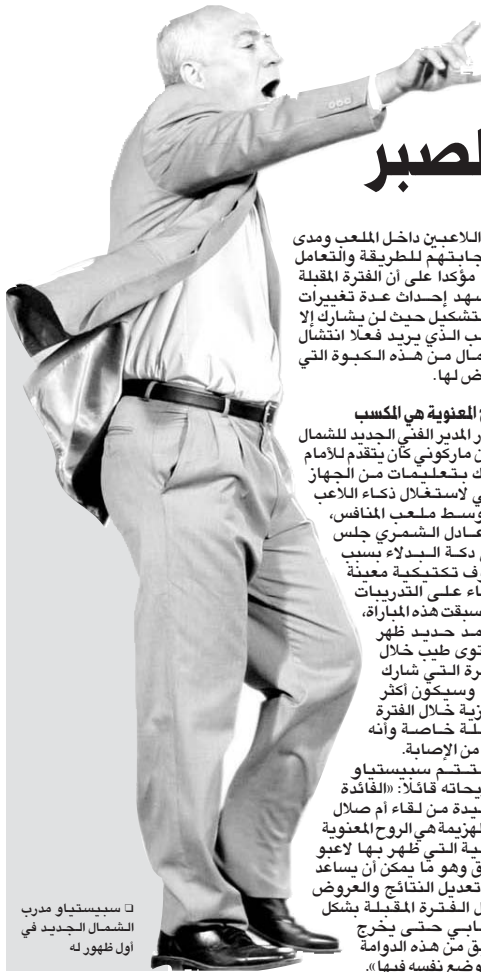 لصبر
اللاعبين داخل الملعب ومدى
جابتهم للطريقة والتعامل
مؤكدا على أن الفترة المقبلة
شهد إحداث عدة تغييرات
تشكيل حيث لن يشارك إلا
ب الذي يريد فعلا انتشال
مال من هذه الكبوة التي
ض لها.
ح المعنوية هي المكسب
ر المدير الفني الجديد للشمال
ن ماركوني كان يتقدم للأمام
ك بتعليمات من الجهاز
ي لاستغلال ذكاء اللاعب
وسط ملعب المنافس،
عادل الشمري جلس
دكة البدلاء بسبب
وف تكتيكية معينة
اء على التدريبات
سبقت هذه المباراة،
مد حديد ظهر
توى طيب خلال
رة التي شارك
وسيكون أكثر
زية خلال الفترة
لة خاصة وأنه
من الإصابة.
تتم سبيستياو
يحاته قائلا: «الفائدة
يدة من لقاء أم صلال
لهزيمة هي الروح المعنوية
ية التي ظهر بها لاعبو
ق وهو ما يمكن أن يساعد
تعديل النتائج والعروض
ل الفترة المقبلة بشكل
ابي حتى يخرج
ق من هذه الدوامة
وضع نفسه فيها».
سبيستياو مدرب
الشمال الجديد في
أول ظهور له